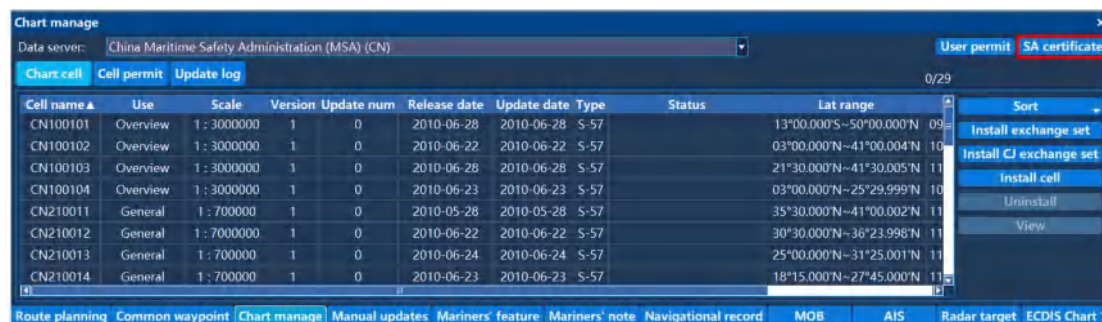 Chart manage x
Data server: China Maritime Safety Administration (MSA) (CN) User permit SA certificate
Chart cell Cell permit Update log 0/29
Cell name▲ Use Scale Version Update num Release date Update date Type Status Lat range Sort
CN100101 Overview 1 : 3000000 1 0 2010-06-28 2010-06-28 S-57 13°00.000'S~50°00.000'N 09 Install exchange set
CN100102 Overview 1 : 3000000 1 0 2010-06-22 2010-06-22 S-57 03°00.000'N~41°00.004'N 10 Install CJ exchange set
CN100103 Overview 1 : 3000000 1 0 2010-06-28 2010-06-28 S-57 21°30.000'N~41°30.005'N 11 Install cell
CN100104 Overview 1 : 3000000 1 0 2010-06-23 2010-06-23 S-57 03°00.000'N~25°29.999'N 10 Uninstall
CN210011 General 1 : 700000 1 0 2010-05-28 2010-05-28 S-57 35°30.000'N~41°00.002'N 11 View
CN210012 General 1 : 7000000 1 0 2010-06-22 2010-06-22 S-57 30°30.000'N~36°23.998'N 11
CN210013 General 1 : 700000 1 0 2010-06-24 2010-06-24 S-57 25°00.000'N~31°25.001'N 11
CN210014 General 1 : 700000 1 0 2010-06-23 2010-06-23 S-57 18°15.000'N~27°45.000'N 11
Route planning Common waypoint Chart manage Manual updates Mariners' feature Mariners' note Navigational record MOB AIS Radar target ECDIS Chart